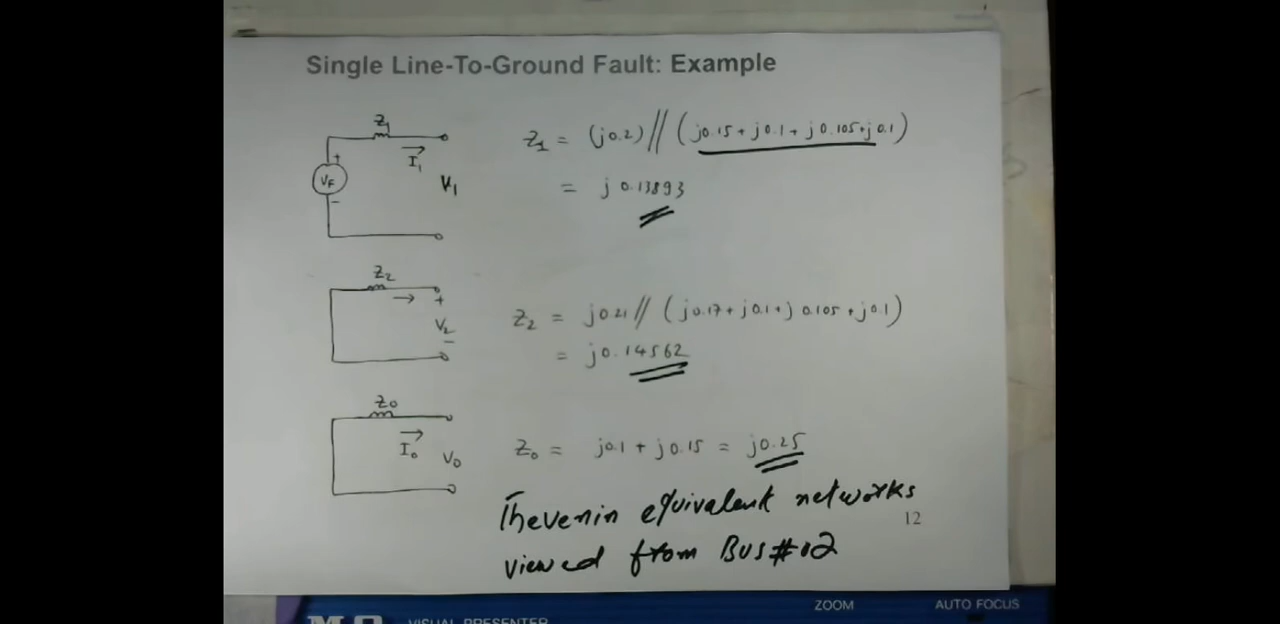 Single Line-To-Ground Fault: Example
Z1
I1
VF
+
-
V1
Z1 = (j0.2) // (j0.15 + j0.1 + j0.105 + j0.1)
= j0.13893
Z2
+
V2
-
Z2 = j0.21 // (j0.17 + j0.1 + j0.105 + j0.1)
= j0.14562
Z0
I0
V0
Z0 = j0.1 + j0.15 = j0.25
Thevenin equivalent networks
12
viewed from Bus#02
ZOOM
AUTO FOCUS
VISUAL PRESENTER